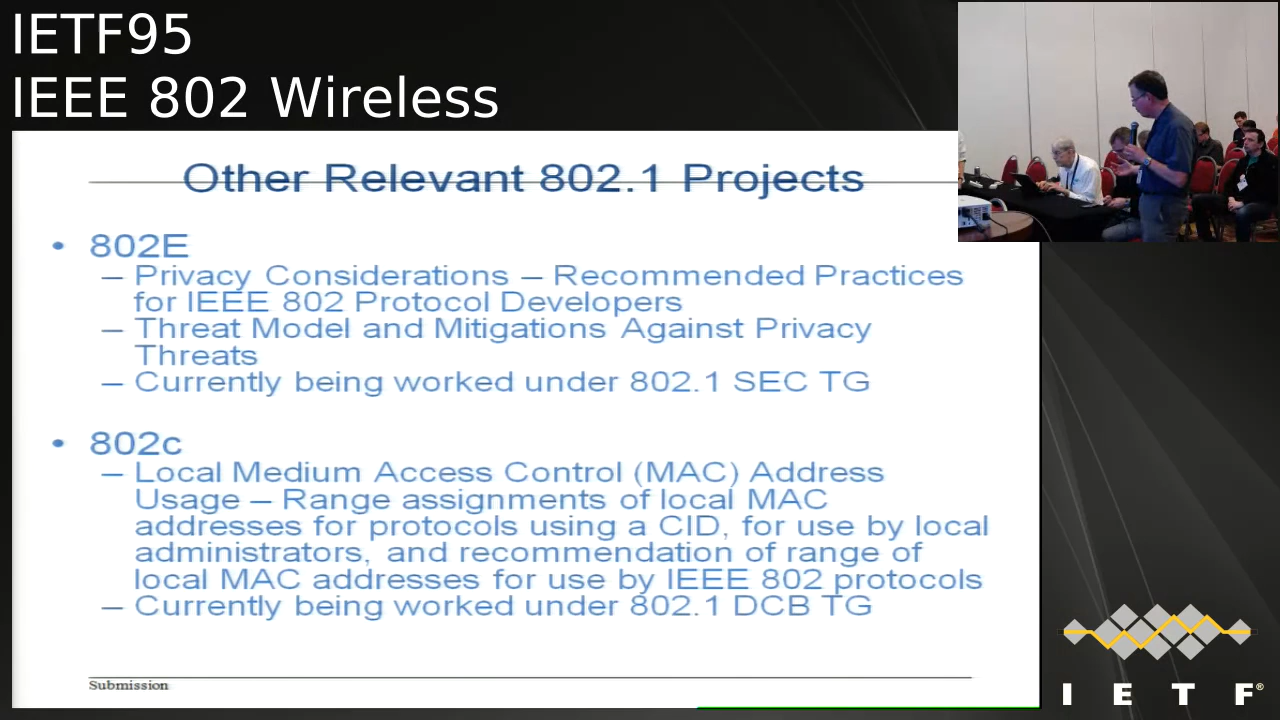 IETF95
IEEE 802 Wireless
Other Relevant 802.1 Projects
• 802E
– Privacy Considerations – Recommended Practices
for IEEE 802 Protocol Developers
– Threat Model and Mitigations Against Privacy
Threats
– Currently being worked under 802.1 SEC TG
• 802c
– Local Medium Access Control (MAC) Address
Usage – Range assignments of local MAC
addresses for protocols using a CID, for use by local
administrators, and recommendation of range of
local MAC addresses for use by IEEE 802 protocols
– Currently being worked under 802.1 DCB TG
Submission
I E T F®